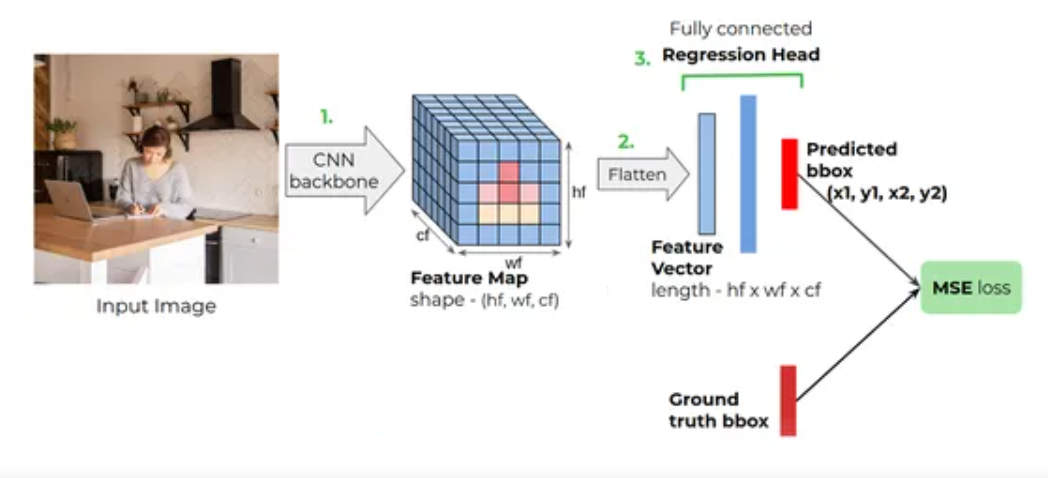 Fully connected
3. Regression Head
1.
CNN
backbone
2.
Flatten
Predicted
bbox
(x1, y1, x2, y2)
hf
cf
wf
Feature Map
shape - (hf, wf, cf)
Feature
Vector
length - hf x wf x cf
Input Image
MSE loss
Ground
truth bbox